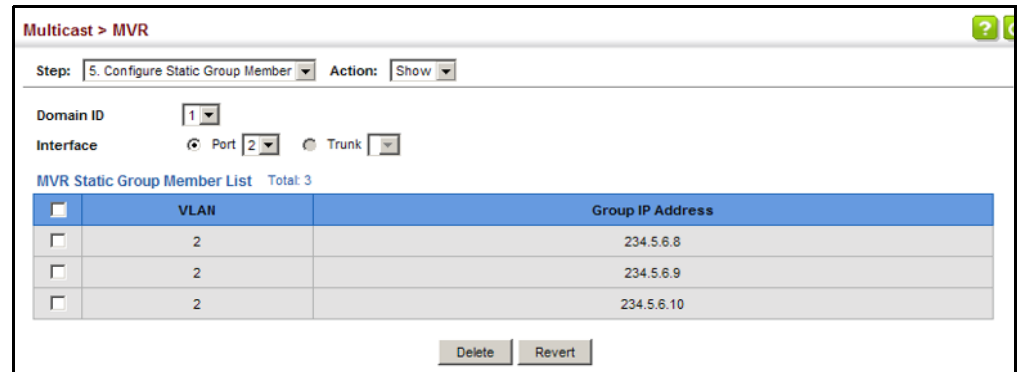 Multicast > MVR
?
Step: 5. Configure Static Group Member Action: Show
Domain ID 1
Interface Port 2 Trunk
MVR Static Group Member List Total: 3
VLAN Group IP Address
2 234.5.6.8
2 234.5.6.9
2 234.5.6.10
Delete Revert